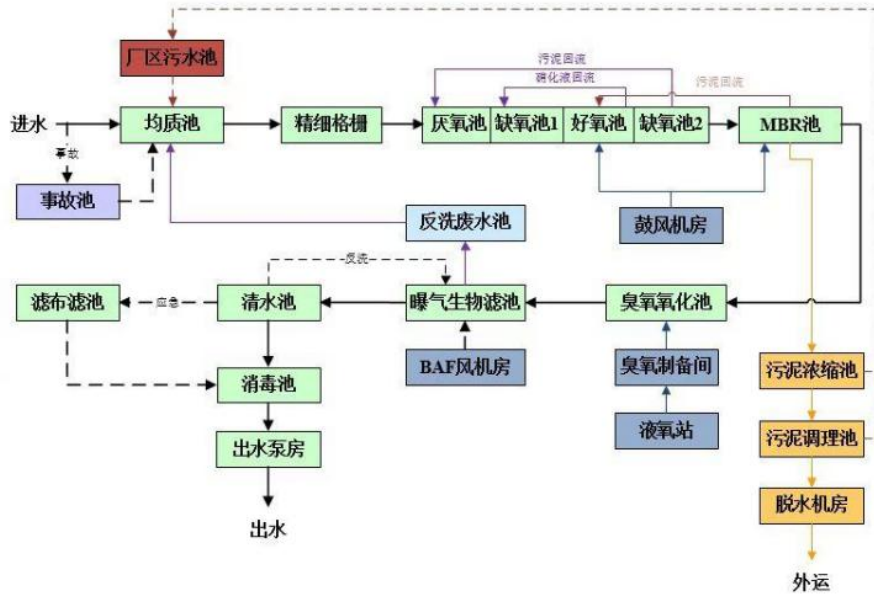 厂区污水池
污泥回流
硝化液回流
污泥回流
进水
均质池
精细格栅
厌氧池
缺氧池1
好氧池
缺氧池2
MBR池
事故
事故池
反洗废水池
鼓风机房
反洗
滤布滤池
应急
清水池
曝气生物滤池
臭氧氧化池
BAF风机房
臭氧制备间
污泥浓缩池
消毒池
液氧站
污泥调理池
出水泵房
脱水机房
出水
外运